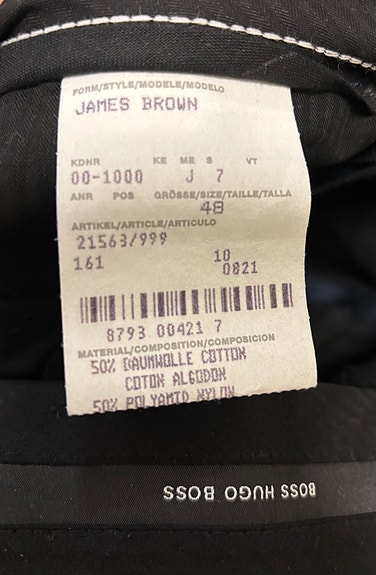 FORM/STYLE/MODELE/MODELO
JAMES BROWN
KDNR KE ME S VT
00-1000 J 7
ANR POS GRÖSSE/SIZE/TAILLE/TALLA
48
ARTIKEL/ARTICLE/ARTICULO
21563/999
161 10
0821
8793 00421 7
MATERIAL/COMPOSITION/COMPOSICION
50% BAUMWOLLE COTTON
COTON ALGODON
50% POLYAMID NYLON
BOSS HUGO BOSS